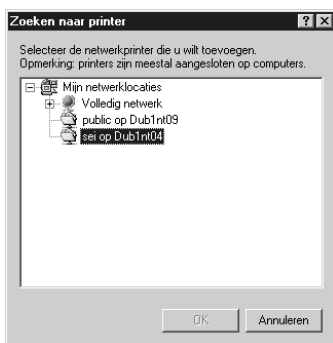 Zoeken naar printer
Selecteer de netwerkprinter die u wilt toevoegen.
Opmerking: printers zijn meestal aangesloten op computers.
Mijn netwerklocaties
Volledig netwerk
public op Dub1nt09
sei op Dub1nt04
OK
Annuleren